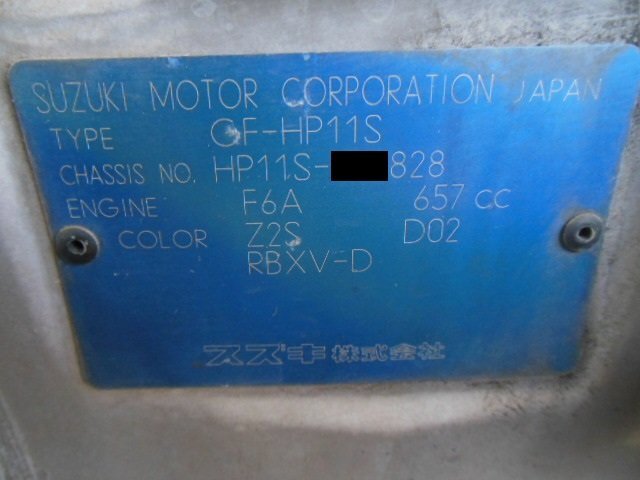 SUZUKI MOTOR CORPORATION JAPAN
TYPE GF-HP11S
CHASSIS NO. HP11S- 828
ENGINE F6A 657 CC
COLOR Z2S D02
RBXV-D
スズキ株式会社